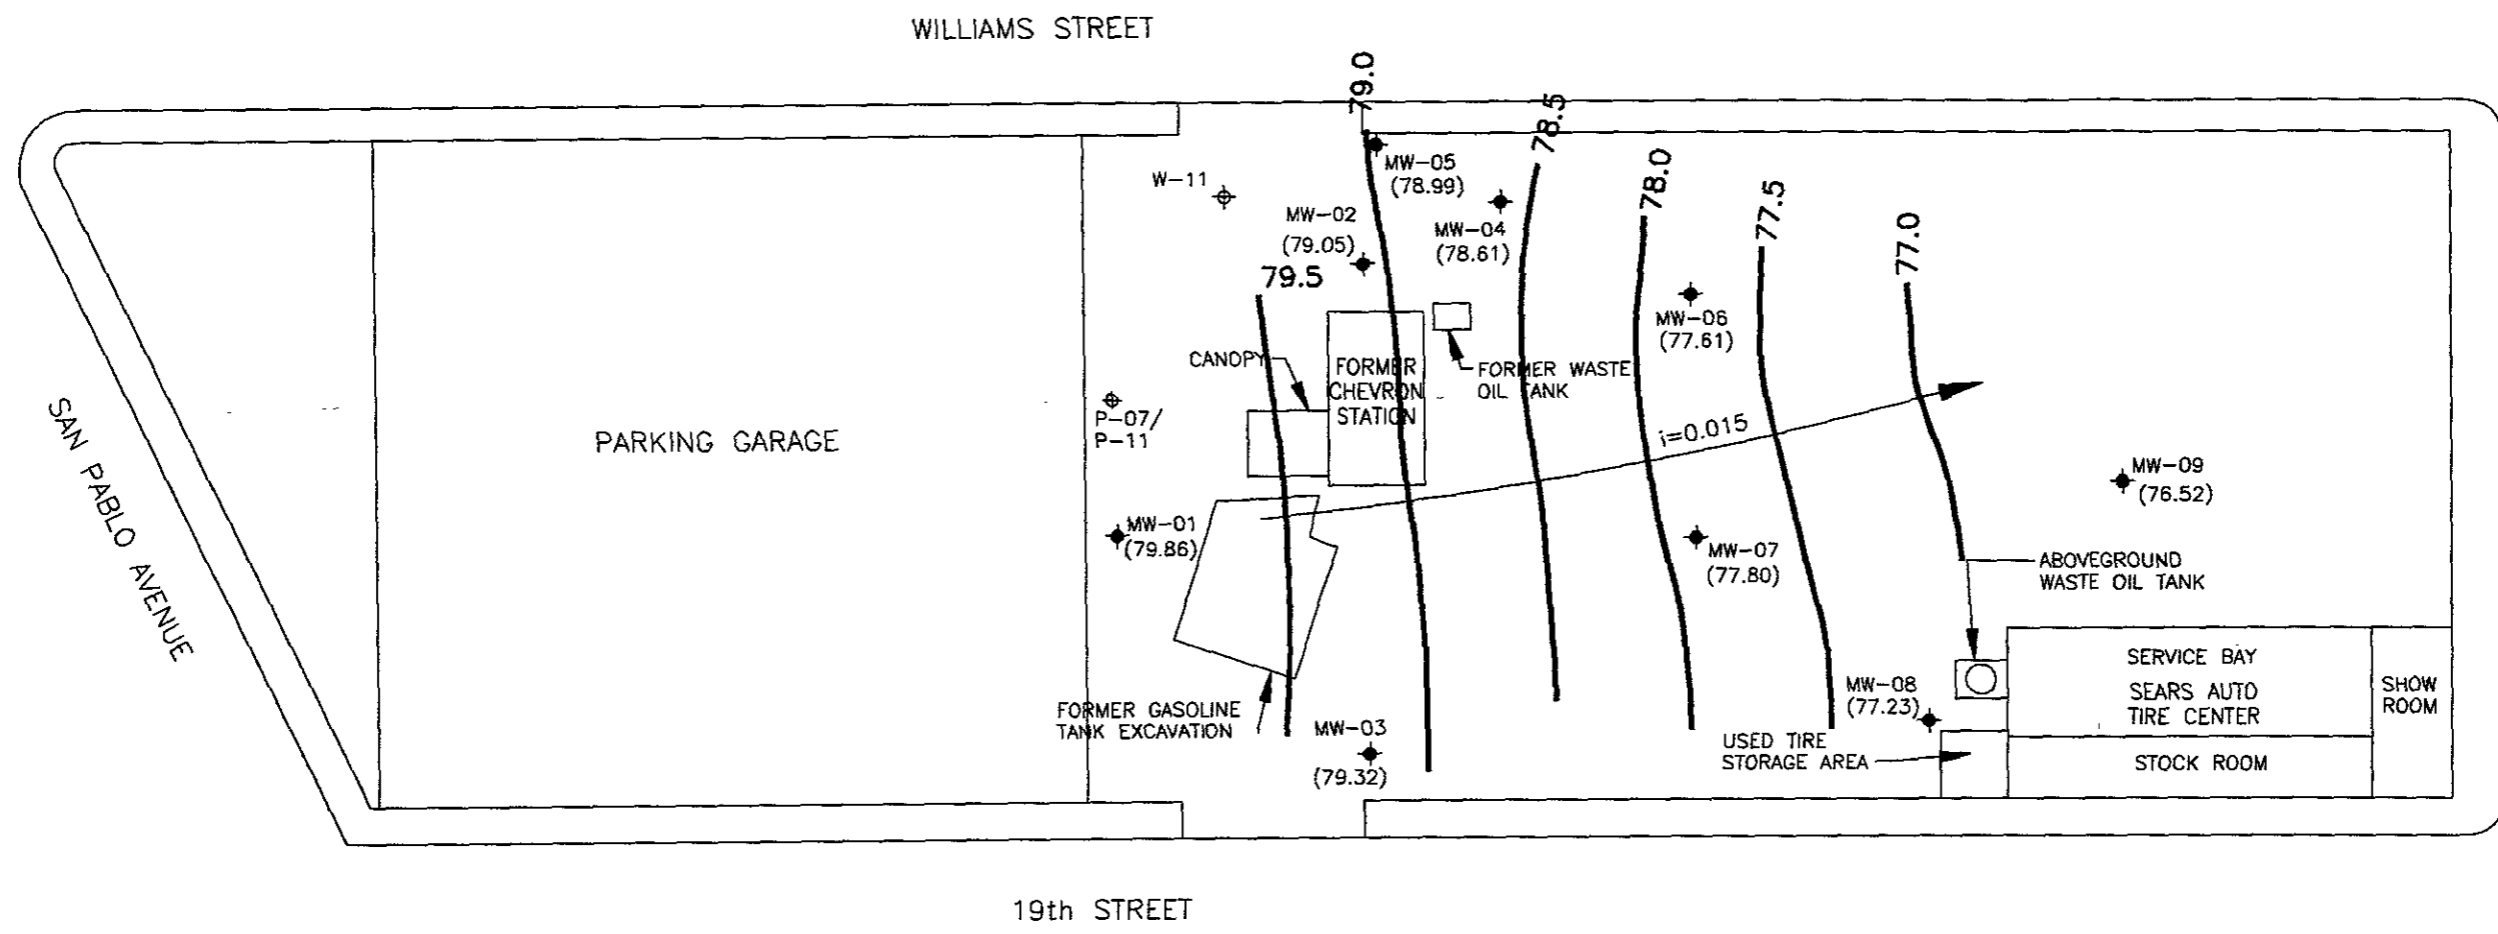 WILLIAMS STREET
79.0
78.5
78.0
77.5
77.0
79.5
MW-05
(78.99)
W-11
MW-02
(79.05)
MW-04
(78.61)
MW-06
(77.61)
CANOPY
FORMER
CHEVRON
STATION
FORMER WASTE
OIL TANK
P-07/
P-11
SAN PABLO AVENUE
PARKING GARAGE
i=0.015
MW-09
(76.52)
MW-01
(79.86)
MW-07
(77.80)
ABOVEGROUND
WASTE OIL TANK
FORMER GASOLINE
TANK EXCAVATION
MW-03
(79.32)
MW-08
(77.23)
USED TIRE
STORAGE AREA
SERVICE BAY
SEARS AUTO
TIRE CENTER
SHOW
ROOM
STOCK ROOM
19th STREET